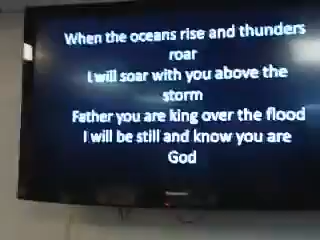 When the oceans rise and thunders
roar
I will soar with you above the
storm
Father you are king over the flood
I will be still and know you are
God